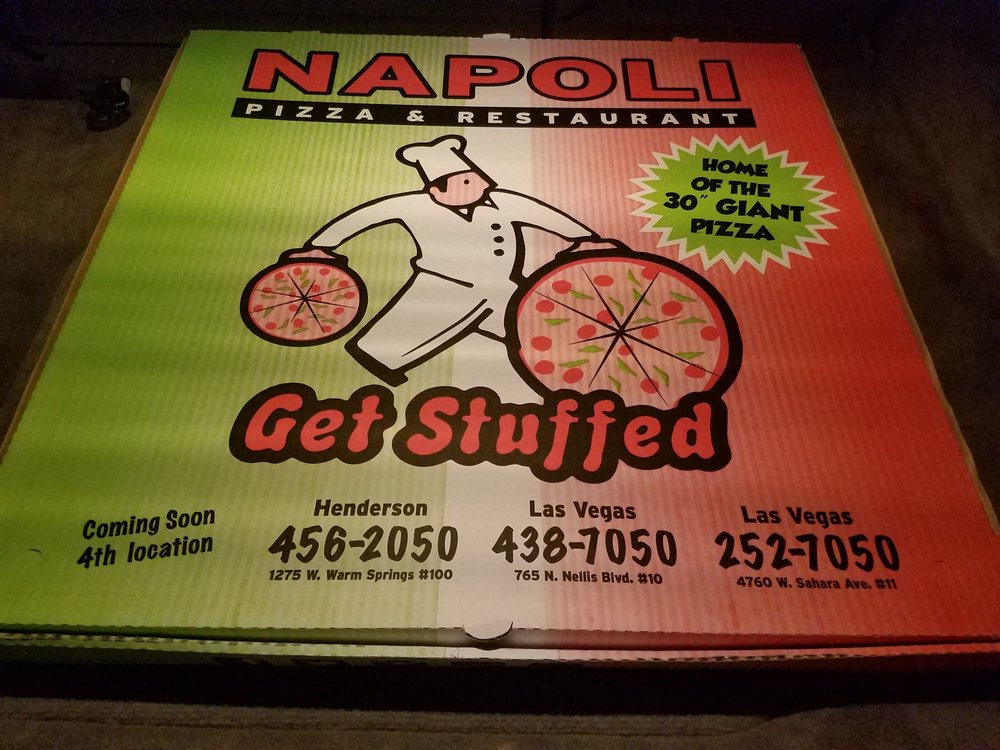 NAPOLI
PIZZA & RESTAURANT
HOME
OF THE
30" GIANT
PIZZA
Get Stuffed
Coming Soon
4th location
Henderson
456-2050
1275 W. Warm Springs #100
Las Vegas
438-7050
765 N. Nellis Blvd. #10
Las Vegas
252-7050
4760 W. Sahara Ave. #11